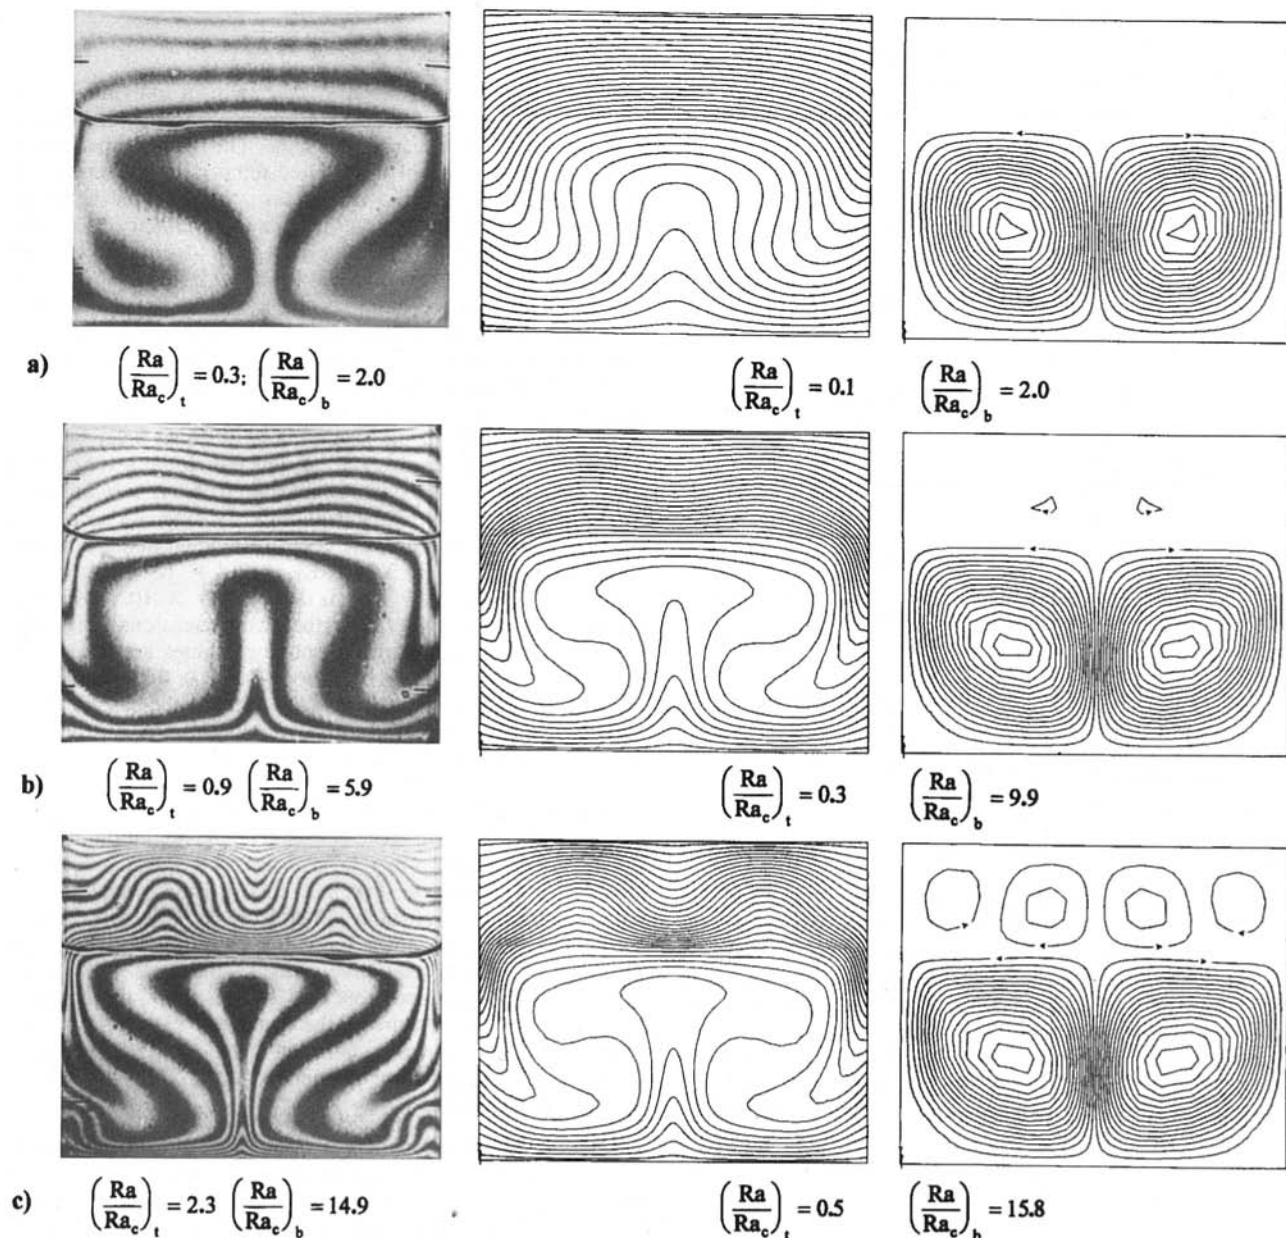 a) (Ra/Ra_c)_t = 0.3; (Ra/Ra_c)_b = 2.0
(Ra/Ra_c)_t = 0.1
(Ra/Ra_c)_b = 2.0
b) (Ra/Ra_c)_t = 0.9 (Ra/Ra_c)_b = 5.9
(Ra/Ra_c)_t = 0.3
(Ra/Ra_c)_b = 9.9
c) (Ra/Ra_c)_t = 2.3 (Ra/Ra_c)_b = 14.9
(Ra/Ra_c)_t = 0.5
(Ra/Ra_c)_b = 15.8